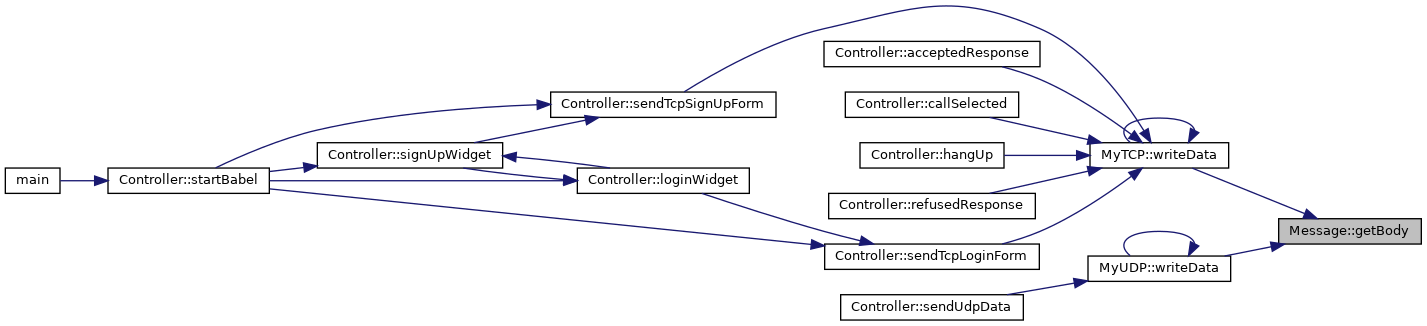 main
Controller::startBabel
Controller::signUpWidget
Controller::sendTcpSignUpForm
Controller::loginWidget
Controller::acceptedResponse
Controller::callSelected
Controller::hangUp
Controller::refusedResponse
Controller::sendTcpLoginForm
Controller::sendUdpData
MyTCP::writeData
MyUDP::writeData
Message::getBody